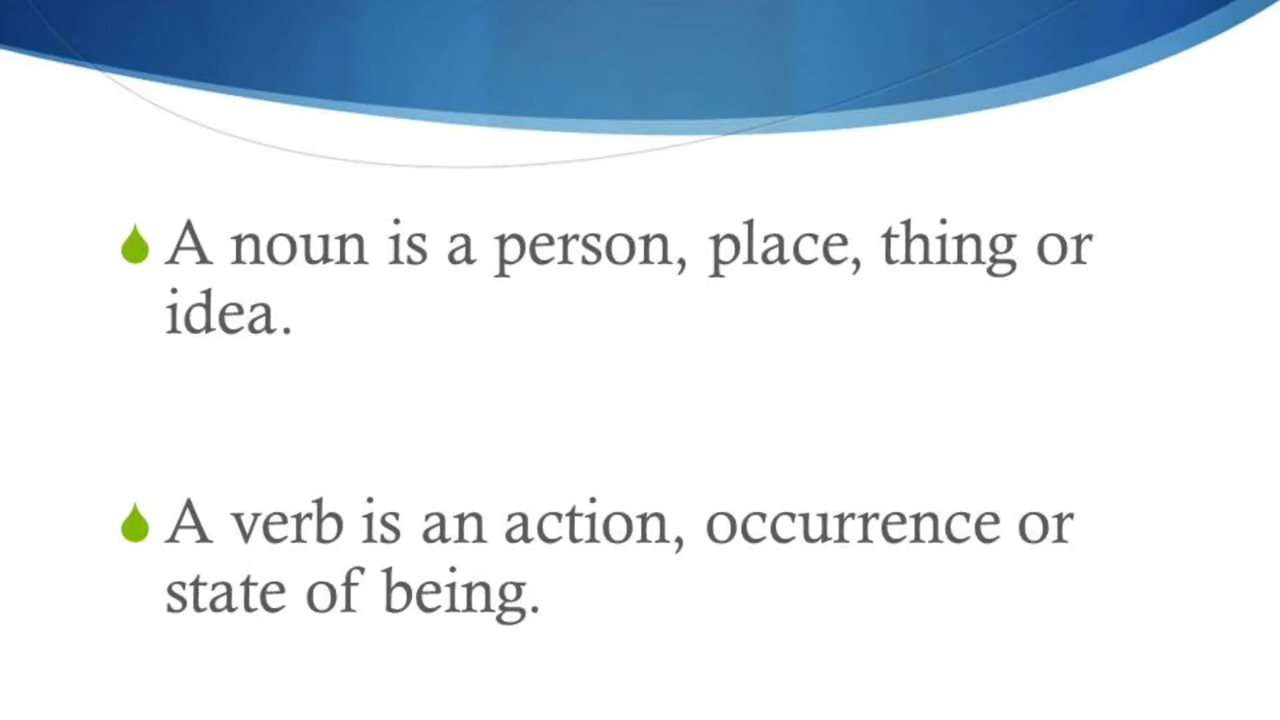 A noun is a person, place, thing or
idea.
A verb is an action, occurrence or
state of being.